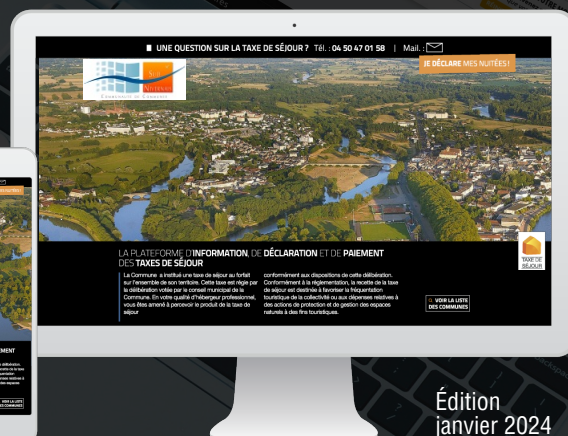 UNE QUESTION SUR LA TAXE DE SÉJOUR ? Tél. : 04 50 47 01 58 | Mail. :
JE DÉCLARE MES NUITÉES !
SUD
NIVERNAIS
COMMUNAUTÉ DE COMMUNES
LA PLATEFORME D'INFORMATION, DE DÉCLARATION ET DE PAIEMENT
DES TAXES DE SÉJOUR
La Commune a institué une taxe de séjour au forfait
sur l'ensemble de son territoire. Cette taxe est régie par
la délibération votée par le conseil municipal de la
Commune. En votre qualité d'hébergeur professionnel,
vous êtes amené à percevoir le produit de la taxe de
séjour
conformément aux dispositions de cette délibération.
Conformément à la réglementation, la recette de la taxe
de séjour est destinée à favoriser la fréquentation
touristique de la collectivité ou aux dépenses relatives à
des actions de protection et de gestion des espaces
naturels à des fins touristiques.
TAXE DE
SÉJOUR
VOIR LA LISTE
DES COMMUNES
Édition
janvier 2024